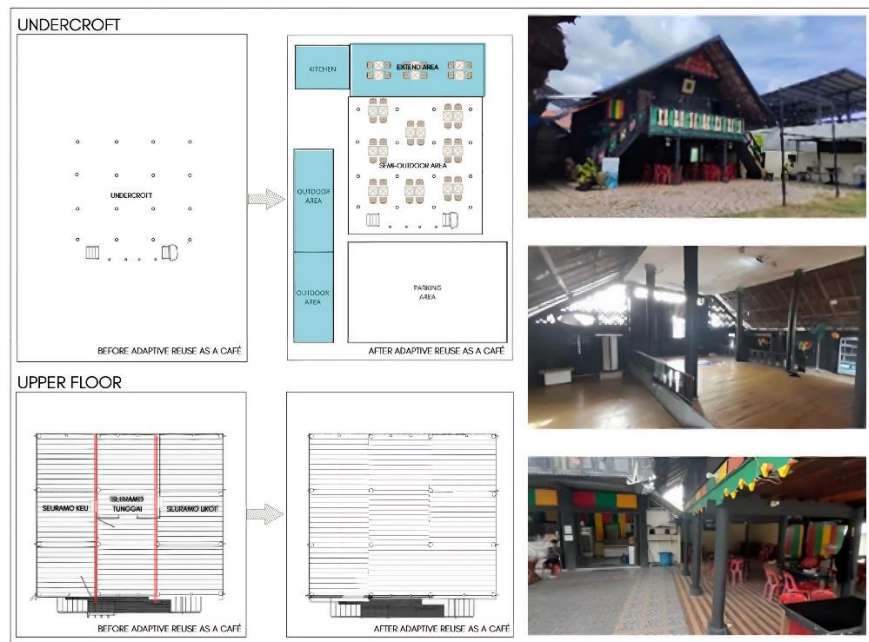 UNDERCROFT
UNDERCROFT
BEFORE ADAPTIVE REUSE AS A CAFÉ
KITCHEN
EXTEND AREA
SEMI-OUTDOOR AREA
OUTDOOR
AREA
OUTDOOR
AREA
PARKING
AREA
AFTER ADAPTIVE REUSE AS A CAFÉ
UPPER FLOOR
SEURAMO KEU
TUNGGAI
SEURAMO LIKOT
BEFORE ADAPTIVE REUSE AS A CAFÉ
AFTER ADAPTIVE REUSE AS A CAFÉ